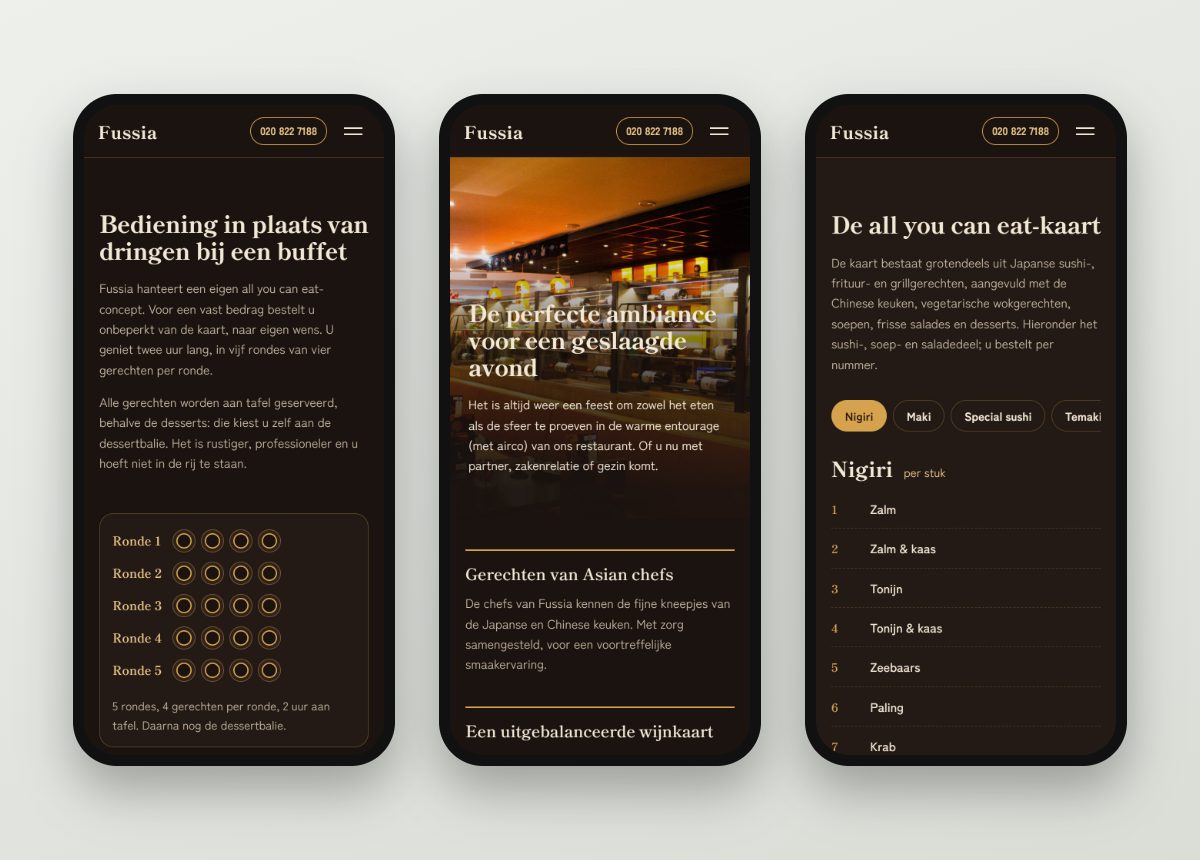 Fussia
020 822 7188
Bediening in plaats van
dringen bij een buffet
Fussia hanteert een eigen all you can eat-
concept. Voor een vast bedrag bestelt u
onbeperkt van de kaart, naar eigen wens. U
geniet twee uur lang, in vijf rondes van vier
gerechten per ronde.
Alle gerechten worden aan tafel geserveerd,
behalve de desserts: die kiest u zelf aan de
dessertbalie. Het is rustiger, professioneler en u
hoeft niet in de rij te staan.
Ronde 1
Ronde 2
Ronde 3
Ronde 4
Ronde 5
5 rondes, 4 gerechten per ronde, 2 uur aan
tafel. Daarna nog de dessertbalie.
Fussia
020 822 7188
De perfecte ambiance
voor een geslaagde
avond
Het is altijd weer een feest om zowel het eten
als de sfeer te proeven in de warme entourage
(met airco) van ons restaurant. Of u nu met
partner, zakenrelatie of gezin komt.
Gerechten van Asian chefs
De chefs van Fussia kennen de fijne kneepjes van
de Japanse en Chinese keuken. Met zorg
samengesteld, voor een voortreffelijke
smaakervaring.
Een uitgebalanceerde wijnkaart
Fussia
020 822 7188
De all you can eat-kaart
De kaart bestaat grotendeels uit Japanse sushi-,
frituur- en grillgerechten, aangevuld met de
Chinese keuken, vegetarische wokgerechten,
soepen, frisse salades en desserts. Hieronder het
sushi-, soep- en saladedeel; u bestelt per
nummer.
Nigiri Maki Special sushi Temaki
Nigiri per stuk
1 Zalm
2 Zalm & kaas
3 Tonijn
4 Tonijn & kaas
5 Zeebaars
6 Paling
7 Krab